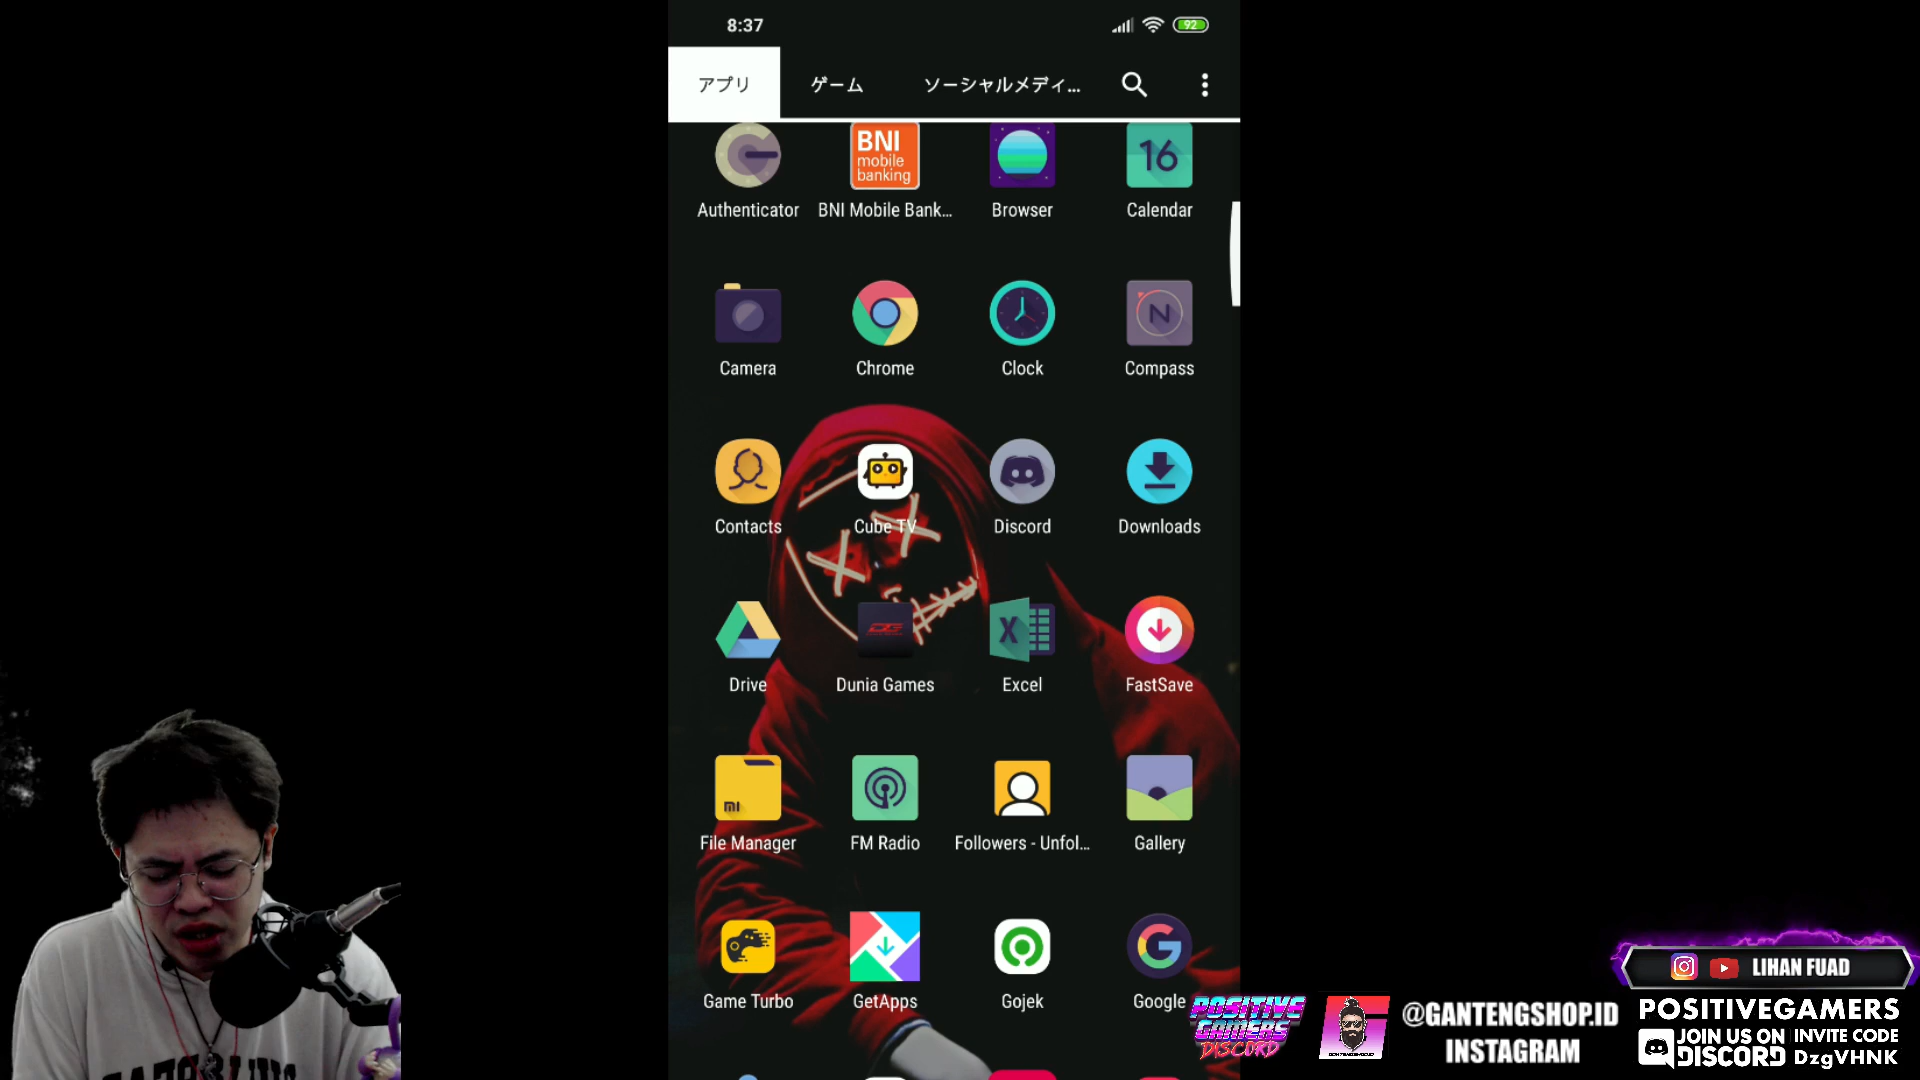 8:37
92
アプリ
ゲーム
ソーシャルメディ...
BNI
mobile
banking
16
Authenticator
BNI Mobile Bank...
Browser
Calendar
N
Camera
Chrome
Clock
Compass
Contacts
Cube TV
Discord
Downloads
DG
X
Drive
Dunia Games
Excel
FastSave
mi
File Manager
FM Radio
Followers - Unfol...
Gallery
G
Game Turbo
GetApps
Gojek
Google
LIHAN FUAD
POSITIVE
GAMERS
DISCORD
@GANTENGSHOP.ID
INSTAGRAM
POSITIVEGAMERS
JOIN US ON
DISCORD
INVITE CODE
DzgVHNK